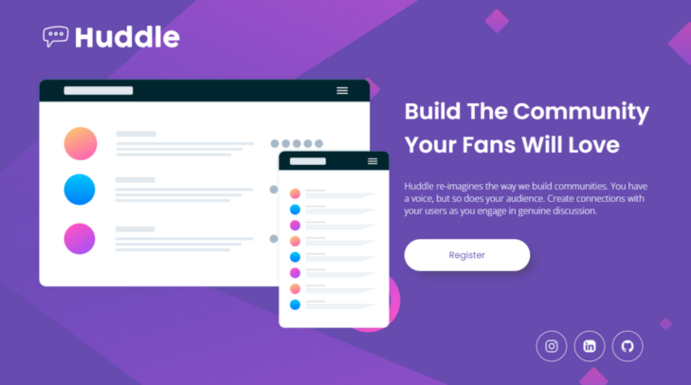 Huddle
Build The Community
Your Fans Will Love
Huddle re-imagines the way we build communities. You have
a voice, but so does your audience. Create connections with
your users as you engage in genuine discussion.
Register